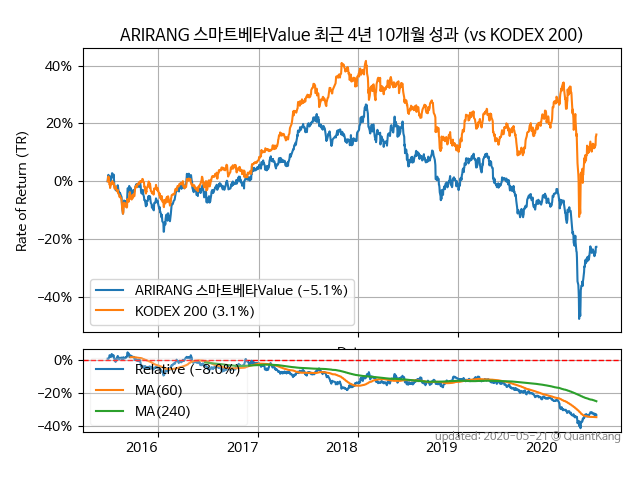 ARIRANG 스마트베타Value 최근 4년 10개월 성과 (vs KODEX 200)
Rate of Return (TR)
40%
20%
0%
−20%
−40%
ARIRANG 스마트베타Value (−5.1%)
KODEX 200 (3.1%)
0%
−20%
−40%
Relative (−8.0%)
MA(60)
MA(240)
2016 2017 2018 2019 2020
updated: 2020-05-21 © QuantKang